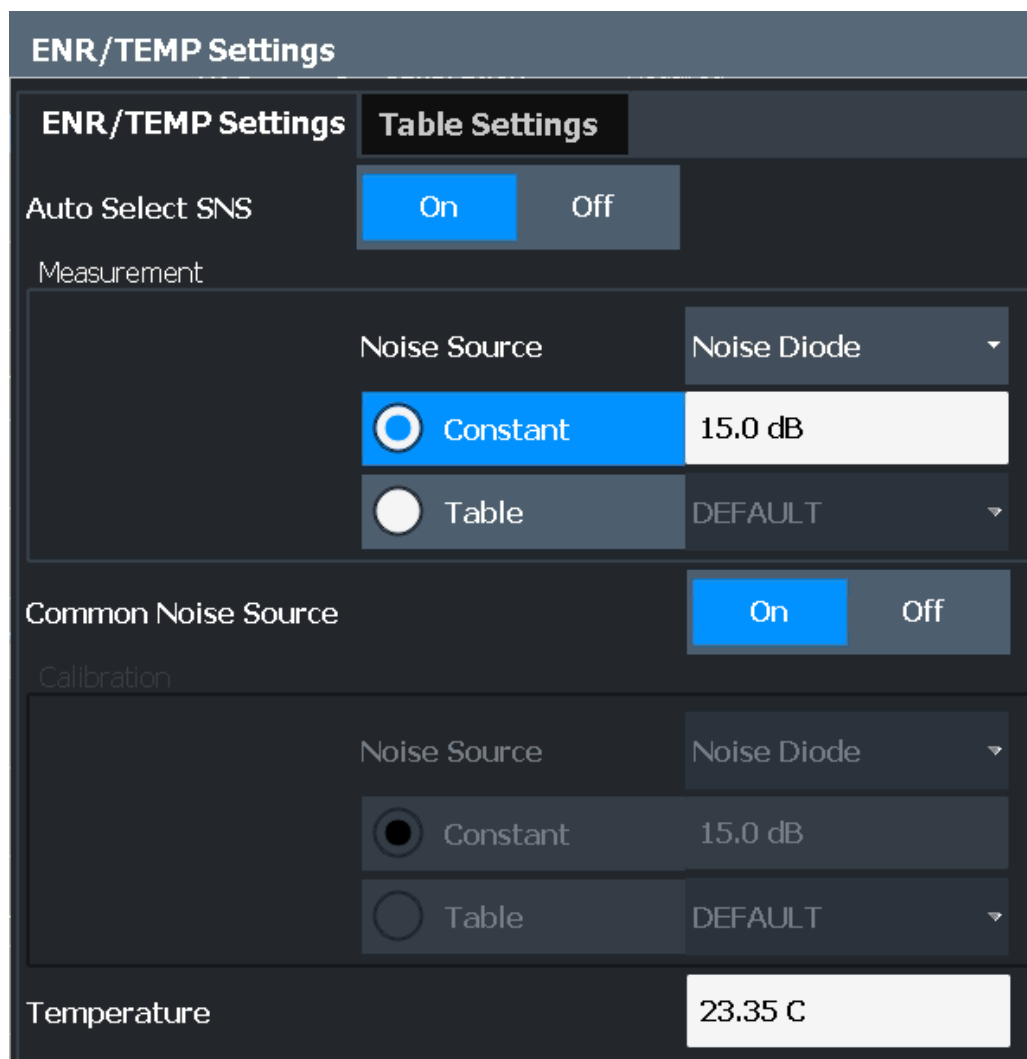 ENR/TEMP Settings
ENR/TEMP Settings Table Settings
Auto Select SNS On Off
Measurement
Noise Source Noise Diode
Constant 15.0 dB
Table DEFAULT
Common Noise Source On Off
Calibration
Noise Source Noise Diode
Constant 15.0 dB
Table DEFAULT
Temperature 23.35 C